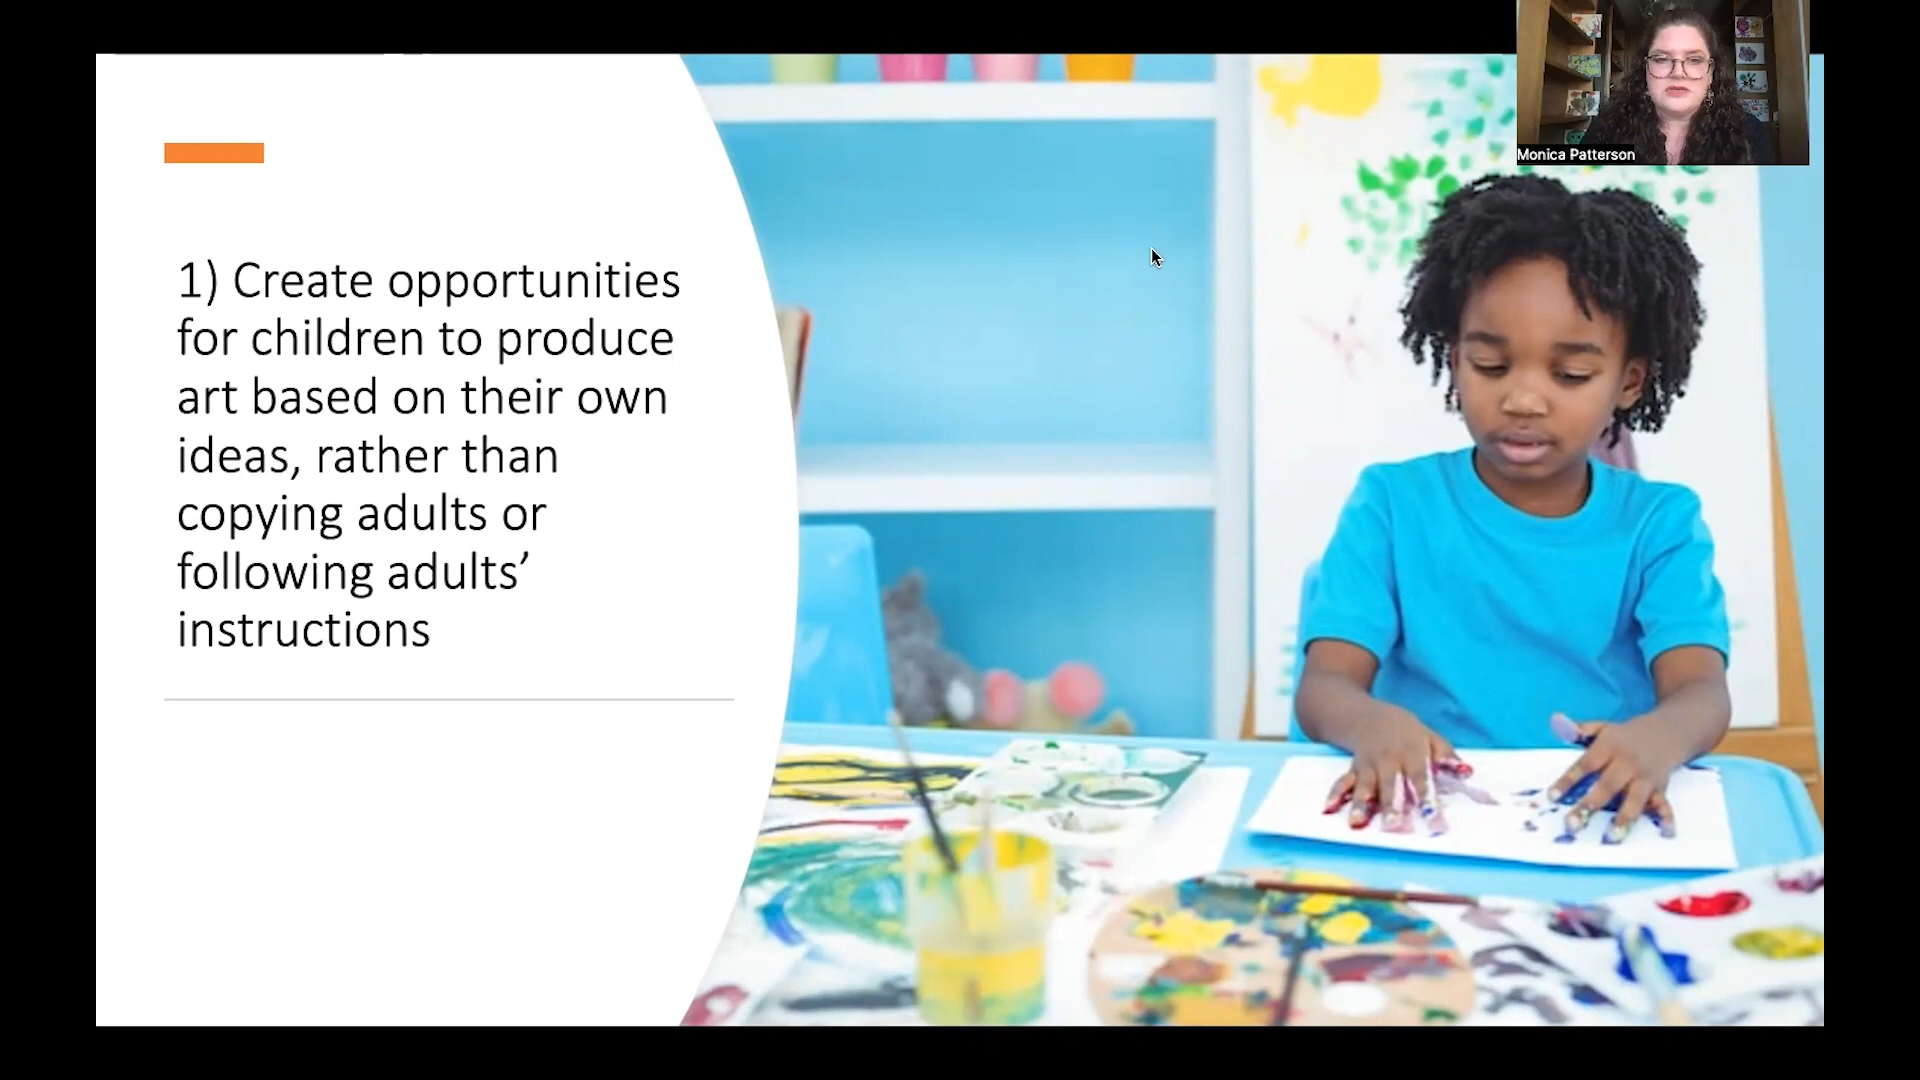 Monica Patterson
1) Create opportunities
for children to produce
art based on their own
ideas, rather than
copying adults or
following adults’
instructions